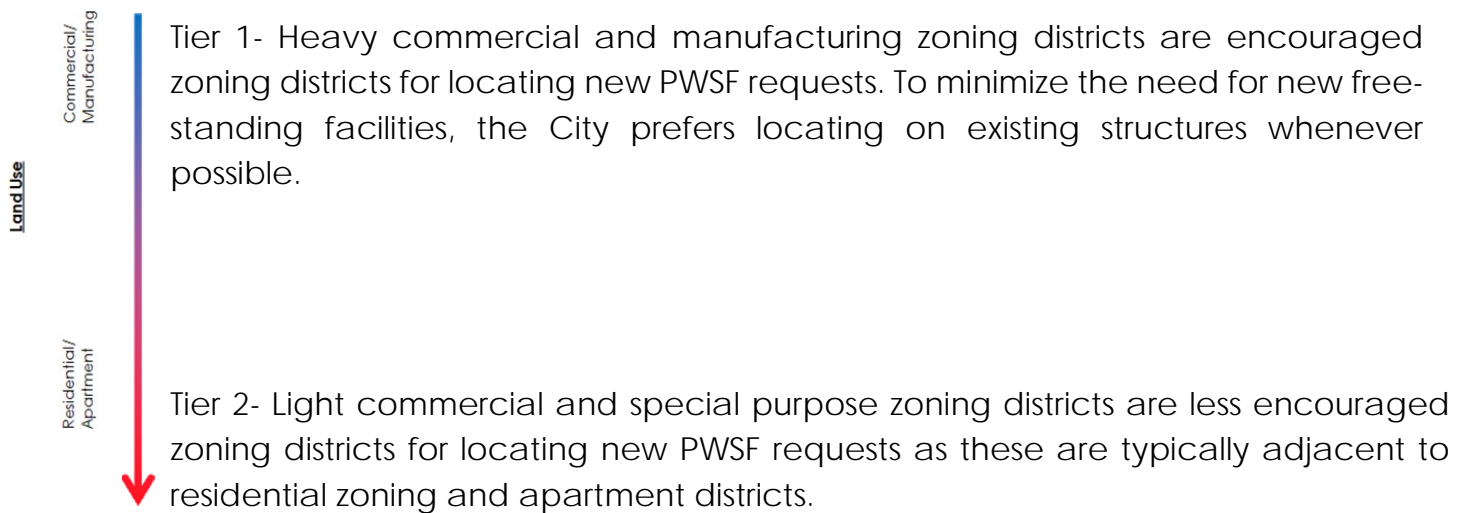 Land Use
Commercial/
Manufacturing
Tier 1- Heavy commercial and manufacturing zoning districts are encouraged
zoning districts for locating new PWSF requests. To minimize the need for new free-
standing facilities, the City prefers locating on existing structures whenever
possible.
Residential/
Apartment
Tier 2- Light commercial and special purpose zoning districts are less encouraged
zoning districts for locating new PWSF requests as these are typically adjacent to
residential zoning and apartment districts.